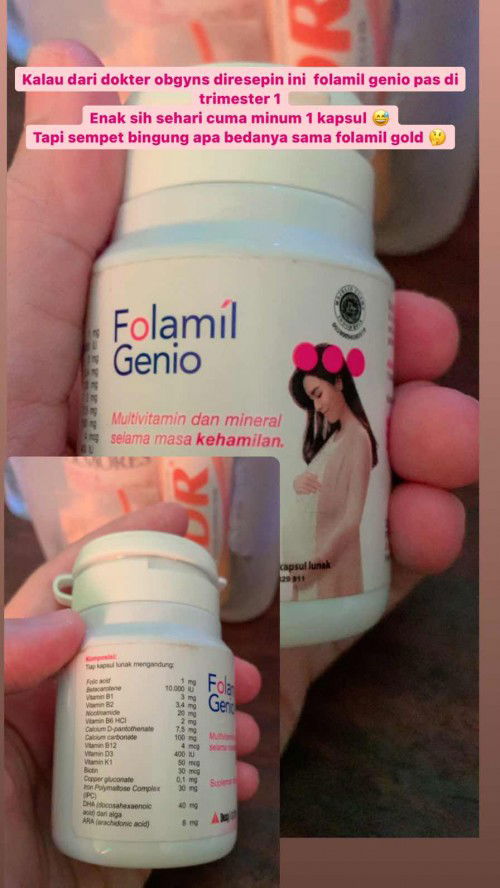 Kalau dari dokter obgyns diresepin ini folamil genio pas di
trimester 1
Enak sih sehari cuma minum 1 kapsul 😅
Tapi sempet bingung apa bedanya sama folamil gold 🤔
Folamil
Genio
Multivitamin dan mineral
selama masa kehamilan.
kapsul lunak
Komposisi:
Tiap kapsul lunak mengandung:
Folic acid 1 mg
Betacarotene 10.000 IU
Vitamin B1 3 mg
Vitamin B2 3,4 mg
Nicotinamide 20 mg
Vitamin B6 HCl 2 mg
Calcium D-pantothenate 7,5 mg
Calcium carbonate 100 mg
Vitamin B12 4 mcg
Vitamin D3 400 IU
Vitamin K1 50 mcg
Biotin 30 mcg
Copper gluconate 0,1 mg
Iron Polymaltose Complex 30 mg
(IPC)
DHA (docosahexaenoic 40 mg
acid) dari alga
ARA (arachidonic acid) 8 mg